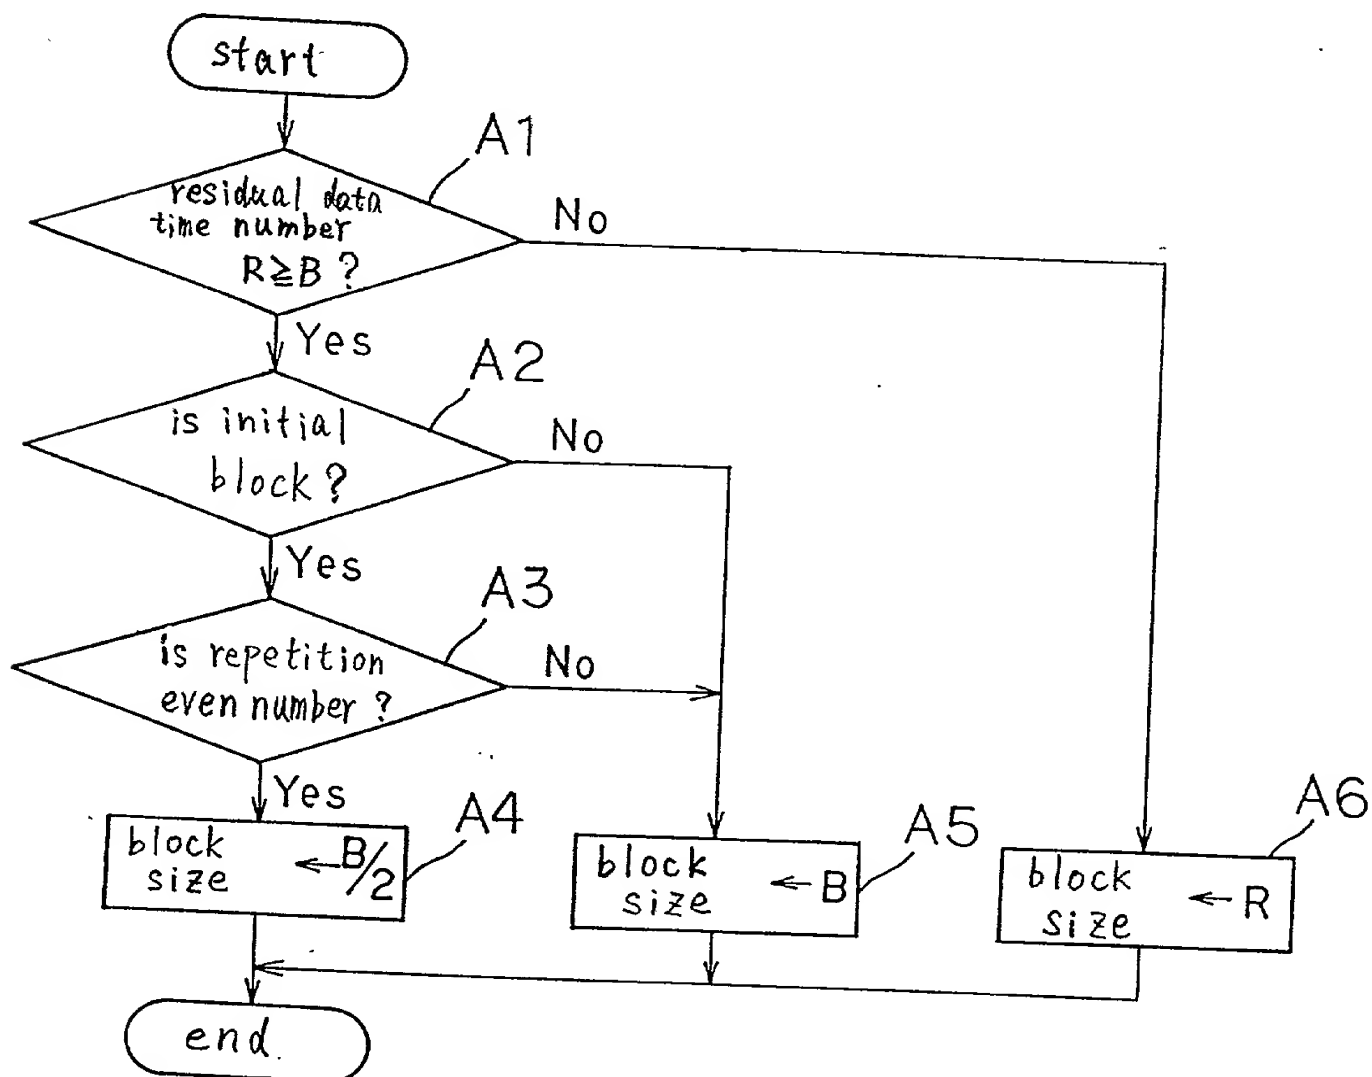 start
A1
residual data
time number
R≧B ?
No
Yes
A2
is initial
block ?
No
Yes
A3
is repetition
even number ?
No
Yes
A4
block
size ← B/2
A5
block
size ← B
A6
block
size ← R
end.